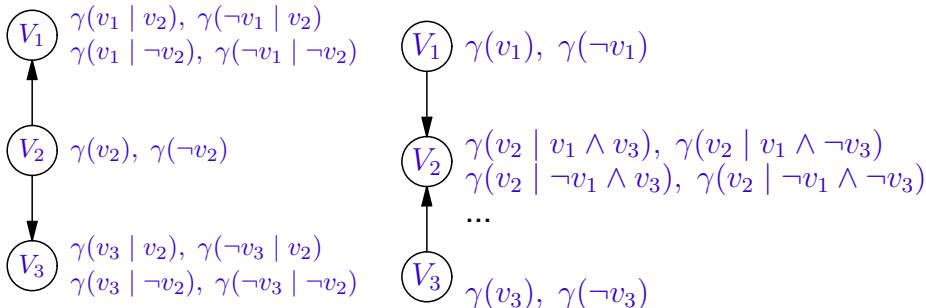 V₁ γ(v₁ | v₂), γ(¬v₁ | v₂)
γ(v₁ | ¬v₂), γ(¬v₁ | ¬v₂)
V₂ γ(v₂), γ(¬v₂)
V₃ γ(v₃ | v₂), γ(¬v₃ | v₂)
γ(v₃ | ¬v₂), γ(¬v₃ | ¬v₂)
V₁ γ(v₁), γ(¬v₁)
V₂ γ(v₂ | v₁ ∧ v₃), γ(v₂ | v₁ ∧ ¬v₃)
γ(v₂ | ¬v₁ ∧ v₃), γ(v₂ | ¬v₁ ∧ ¬v₃)
...
V₃ γ(v₃), γ(¬v₃)